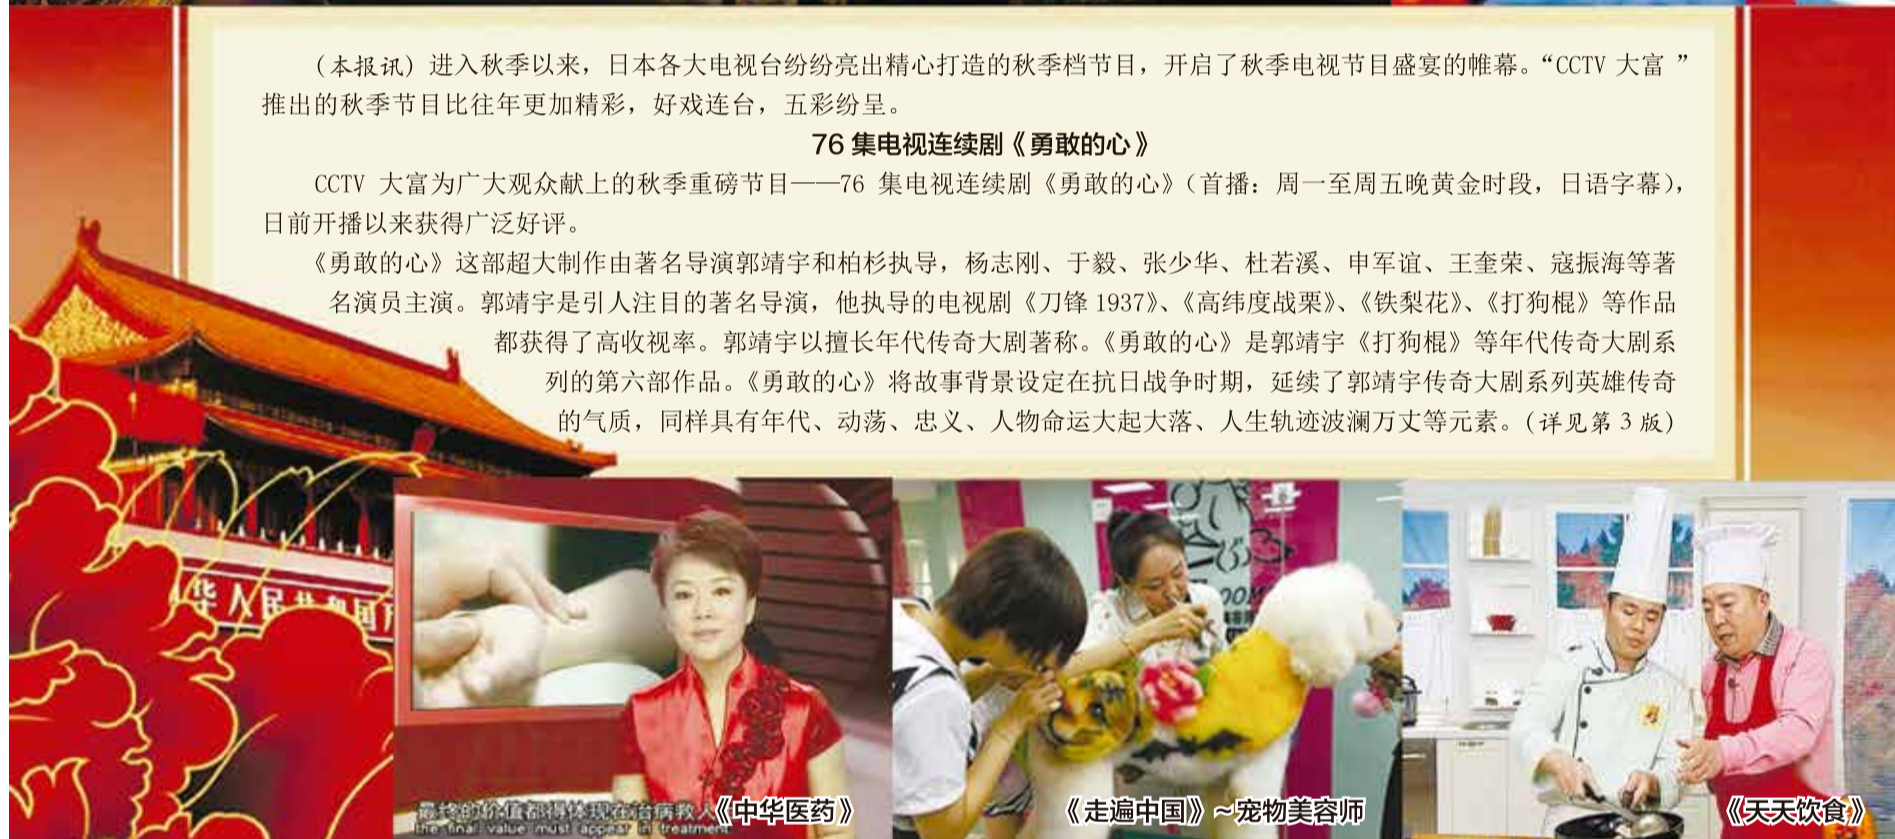 (本报讯) 进入秋季以来，日本各大电视台纷纷亮出精心打造的秋季档节目，开启了秋季电视节目盛宴的帷幕。“CCTV 大富 ”
推出的秋季节目比往年更加精彩，好戏连台，五彩纷呈。
76 集电视连续剧《勇敢的心》
CCTV 大富为广大观众献上的秋季重磅节目——76 集电视连续剧《勇敢的心》（首播：周一至周五晚黄金时段，日语字幕），
日前开播以来获得广泛好评。
《勇敢的心》这部超大制作由著名导演郭靖宇和柏杉执导，杨志刚、于毅、张少华、杜若溪、申军谊、王奎荣、寇振海等著
名演员主演。郭靖宇是引人注目的著名导演，他执导的电视剧《刀锋 1937》、《高纬度战栗》、《铁梨花》、《打狗棍》等作品
都获得了高收视率。郭靖宇以擅长年代传奇大剧著称。《勇敢的心》是郭靖宇《打狗棍》等年代传奇大剧系
列的第六部作品。《勇敢的心》将故事背景设定在抗日战争时期，延续了郭靖宇传奇大剧系列英雄传奇
的气质，同样具有年代、动荡、忠义、人物命运大起大落、人生轨迹波澜万丈等元素。(详见第 3 版)
华人民共和国
最终的价值都得体现在治病救人
the final value must appear in treatment
《中华医药》
《走遍中国》~宠物美容师
《天天饮食》